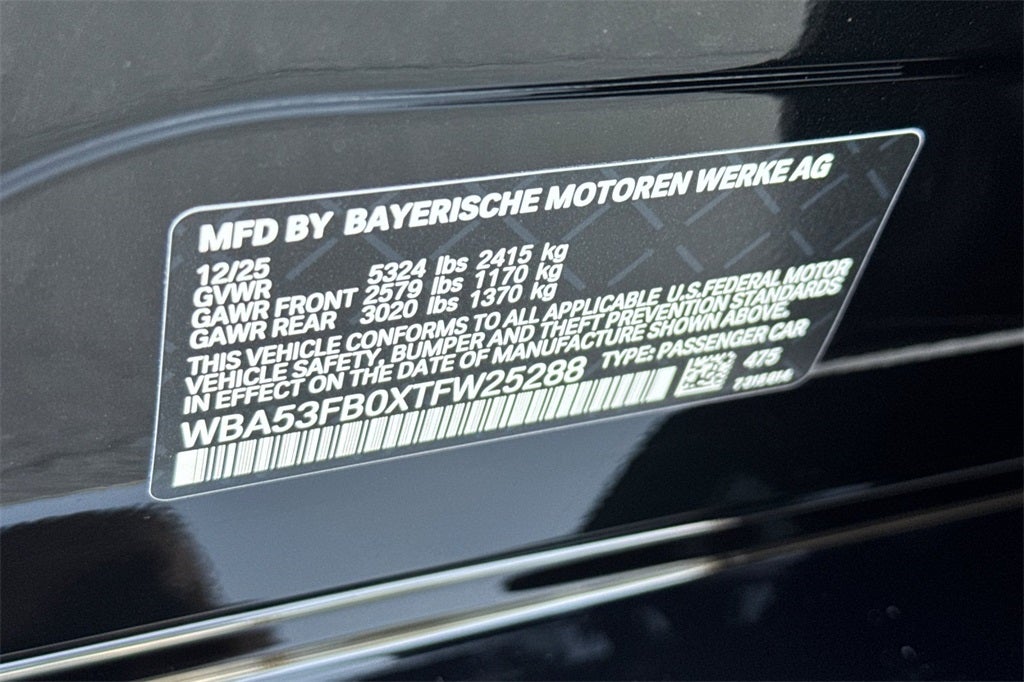 MFD BY BAYERISCHE MOTOREN WERKE AG
12/25
GVWR 5324 lbs 2415 kg
GAWR FRONT 2579 lbs 1170 kg
GAWR REAR 3020 lbs 1370 kg
THIS VEHICLE CONFORMS TO ALL APPLICABLE U.S.FEDERAL MOTOR
VEHICLE SAFETY, BUMPER AND THEFT PREVENTION STANDARDS
IN EFFECT ON THE DATE OF MANUFACTURE SHOWN ABOVE.
WBA53FB0XTFW25288 TYPE: PASSENGER CAR
475